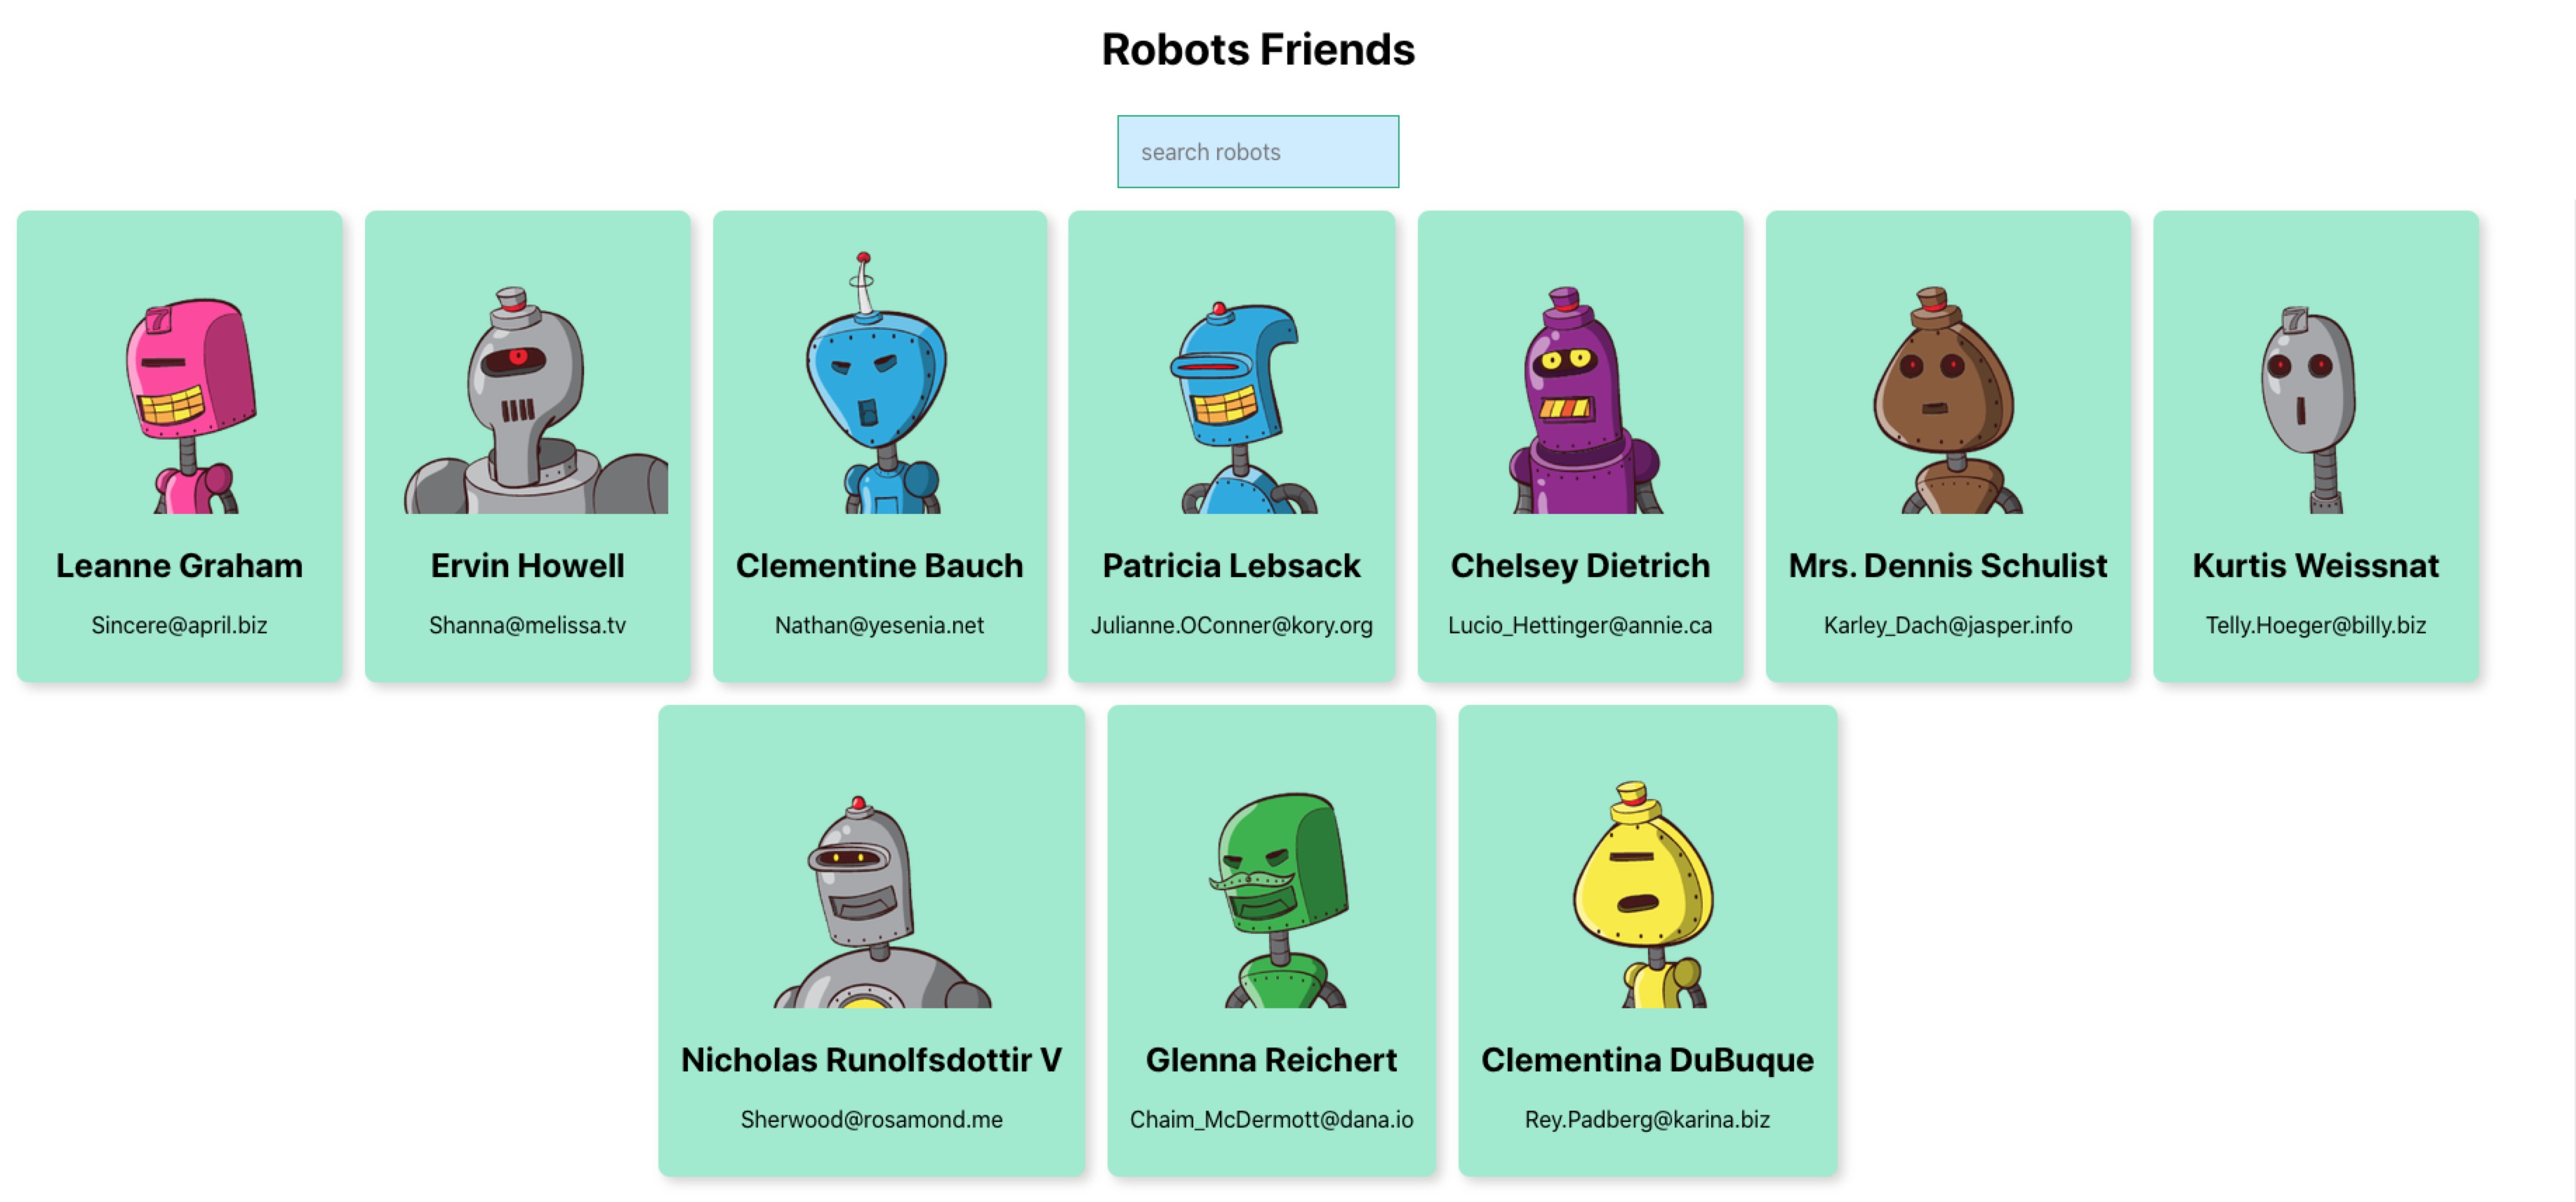 Robots Friends
search robots
7
7
Leanne Graham
Ervin Howell
Clementine Bauch
Patricia Lebsack
Chelsey Dietrich
Mrs. Dennis Schulist
Kurtis Weissnat
Sincere@april.biz
Shanna@melissa.tv
Nathan@yesenia.net
Julianne.OConner@kory.org
Lucio_Hettinger@annie.ca
Karley_Dach@jasper.info
Telly.Hoeger@billy.biz
Nicholas Runolfsdottir V
Glenna Reichert
Clementina DuBuque
Sherwood@rosamond.me
Chaim_McDermott@dana.io
Rey.Padberg@karina.biz